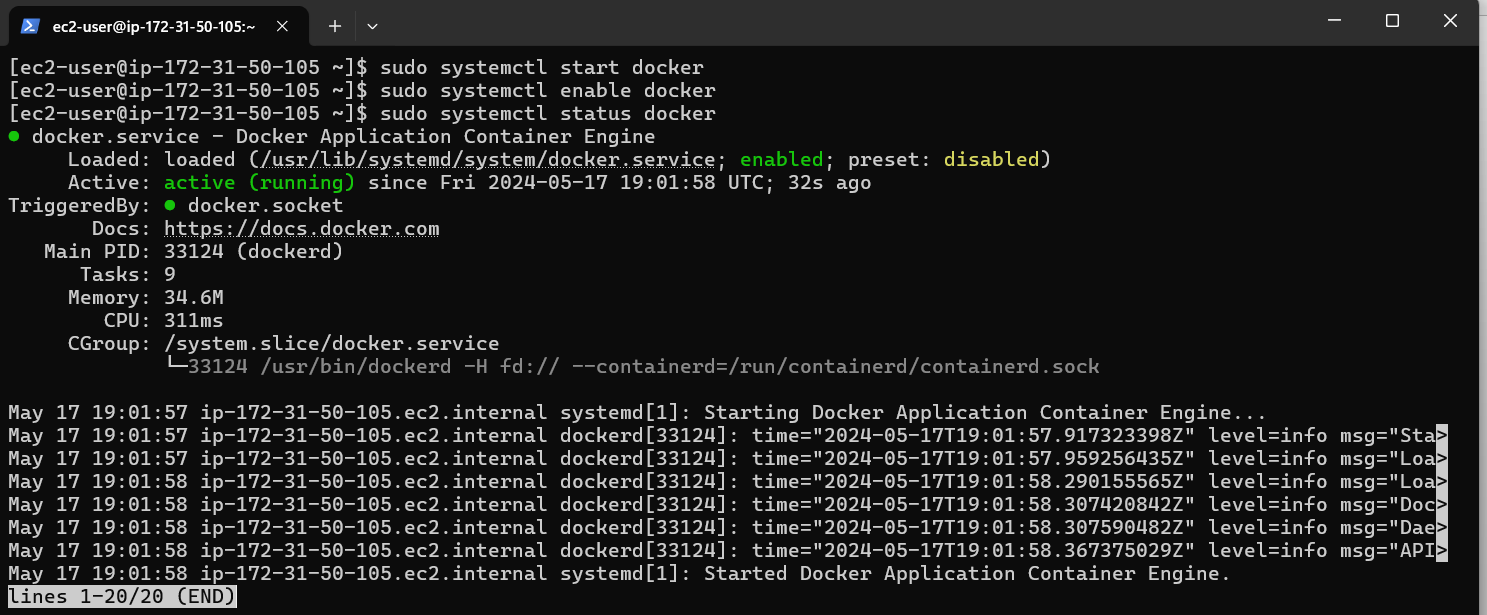 ec2-user@ip-172-31-50-105:~
[ec2-user@ip-172-31-50-105 ~]$ sudo systemctl start docker
[ec2-user@ip-172-31-50-105 ~]$ sudo systemctl enable docker
[ec2-user@ip-172-31-50-105 ~]$ sudo systemctl status docker
● docker.service - Docker Application Container Engine
     Loaded: loaded (/usr/lib/systemd/system/docker.service; enabled; preset: disabled)
     Active: active (running) since Fri 2024-05-17 19:01:58 UTC; 32s ago
TriggeredBy: ● docker.socket
       Docs: https://docs.docker.com
   Main PID: 33124 (dockerd)
      Tasks: 9
     Memory: 34.6M
        CPU: 311ms
     CGroup: /system.slice/docker.service
             └─33124 /usr/bin/dockerd -H fd:// --containerd=/run/containerd/containerd.sock
May 17 19:01:57 ip-172-31-50-105.ec2.internal systemd[1]: Starting Docker Application Container Engine...
May 17 19:01:57 ip-172-31-50-105.ec2.internal dockerd[33124]: time="2024-05-17T19:01:57.917323398Z" level=info msg="Sta>
May 17 19:01:57 ip-172-31-50-105.ec2.internal dockerd[33124]: time="2024-05-17T19:01:57.959256435Z" level=info msg="Loa>
May 17 19:01:58 ip-172-31-50-105.ec2.internal dockerd[33124]: time="2024-05-17T19:01:58.290155565Z" level=info msg="Loa>
May 17 19:01:58 ip-172-31-50-105.ec2.internal dockerd[33124]: time="2024-05-17T19:01:58.307420842Z" level=info msg="Doc>
May 17 19:01:58 ip-172-31-50-105.ec2.internal dockerd[33124]: time="2024-05-17T19:01:58.307590482Z" level=info msg="Dae>
May 17 19:01:58 ip-172-31-50-105.ec2.internal dockerd[33124]: time="2024-05-17T19:01:58.367375029Z" level=info msg="API>
May 17 19:01:58 ip-172-31-50-105.ec2.internal systemd[1]: Started Docker Application Container Engine.
lines 1-20/20 (END)